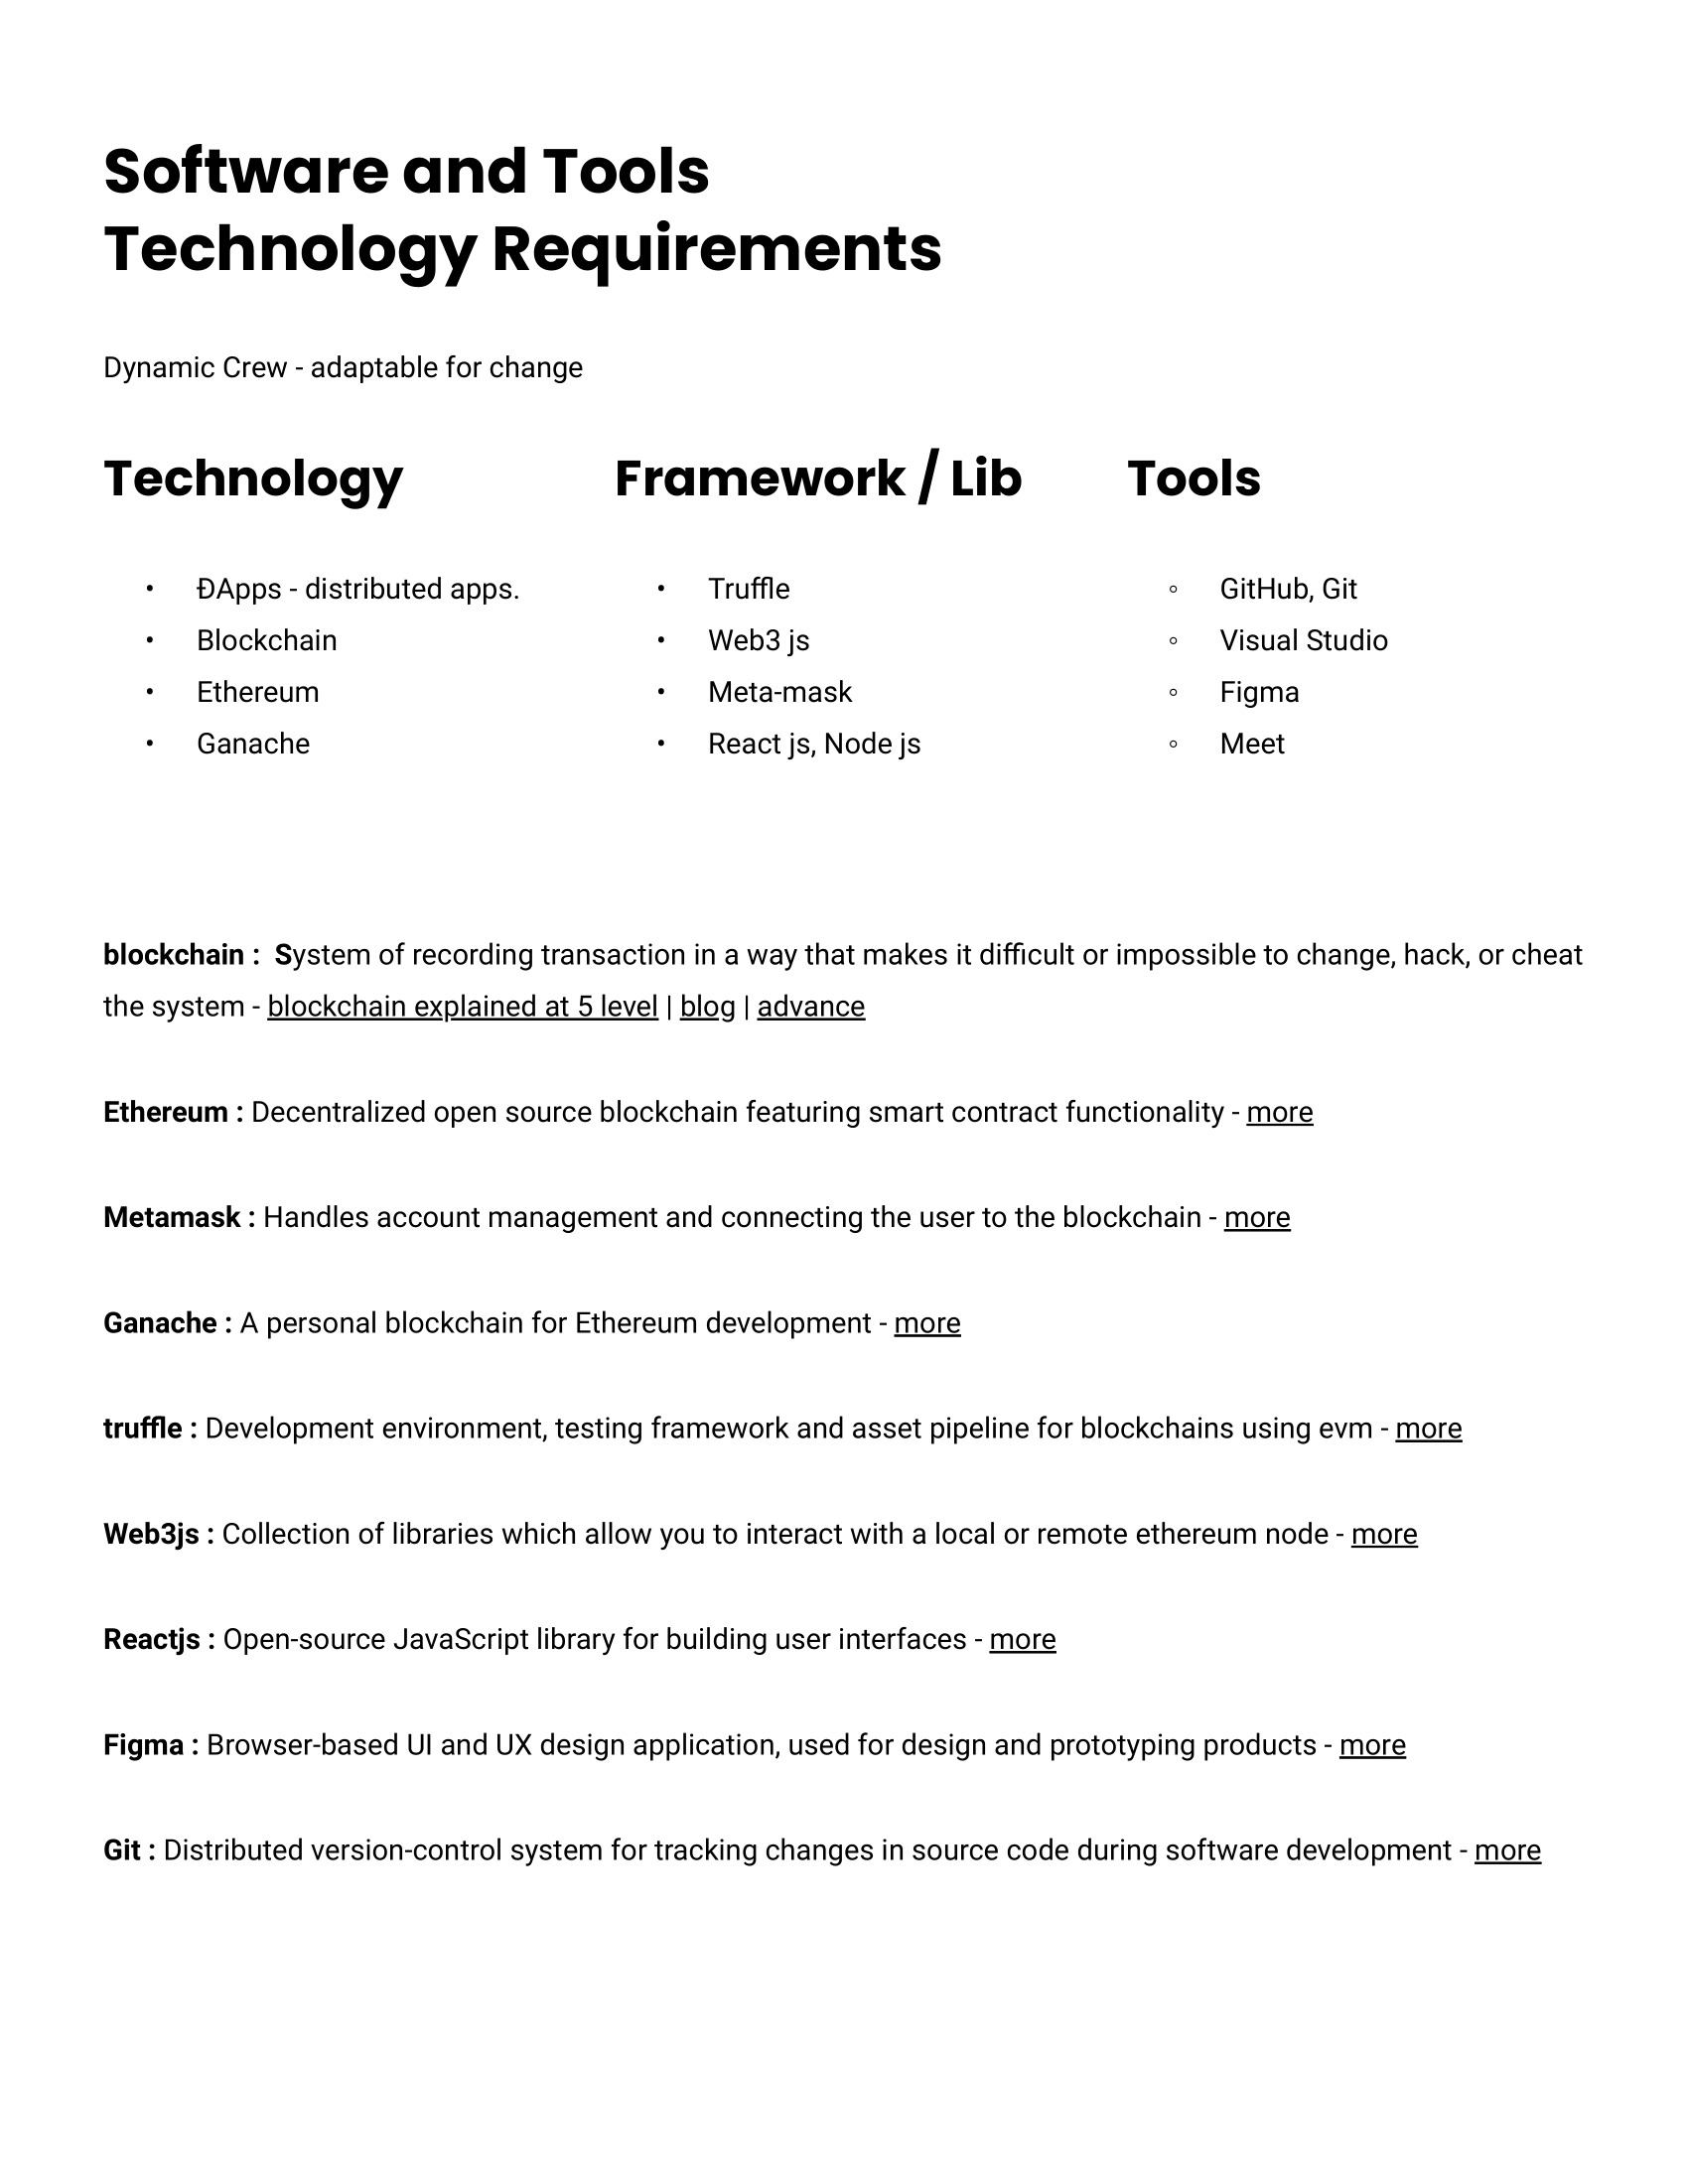 Software and Tools
Technology Requirements
Dynamic Crew - adaptable for change
Technology
• ĐApps - distributed apps.
• Blockchain
• Ethereum
• Ganache
Framework / Lib
• Truffle
• Web3 js
• Meta-mask
• React js, Node js
Tools
◦ GitHub, Git
◦ Visual Studio
◦ Figma
◦ Meet
blockchain :  System of recording transaction in a way that makes it difficult or impossible to change, hack, or cheat
the system - blockchain explained at 5 level | blog | advance
Ethereum : Decentralized open source blockchain featuring smart contract functionality - more
Metamask : Handles account management and connecting the user to the blockchain - more
Ganache : A personal blockchain for Ethereum development - more
truffle : Development environment, testing framework and asset pipeline for blockchains using evm - more
Web3js : Collection of libraries which allow you to interact with a local or remote ethereum node - more
Reactjs : Open-source JavaScript library for building user interfaces - more
Figma : Browser-based UI and UX design application, used for design and prototyping products - more
Git : Distributed version-control system for tracking changes in source code during software development - more